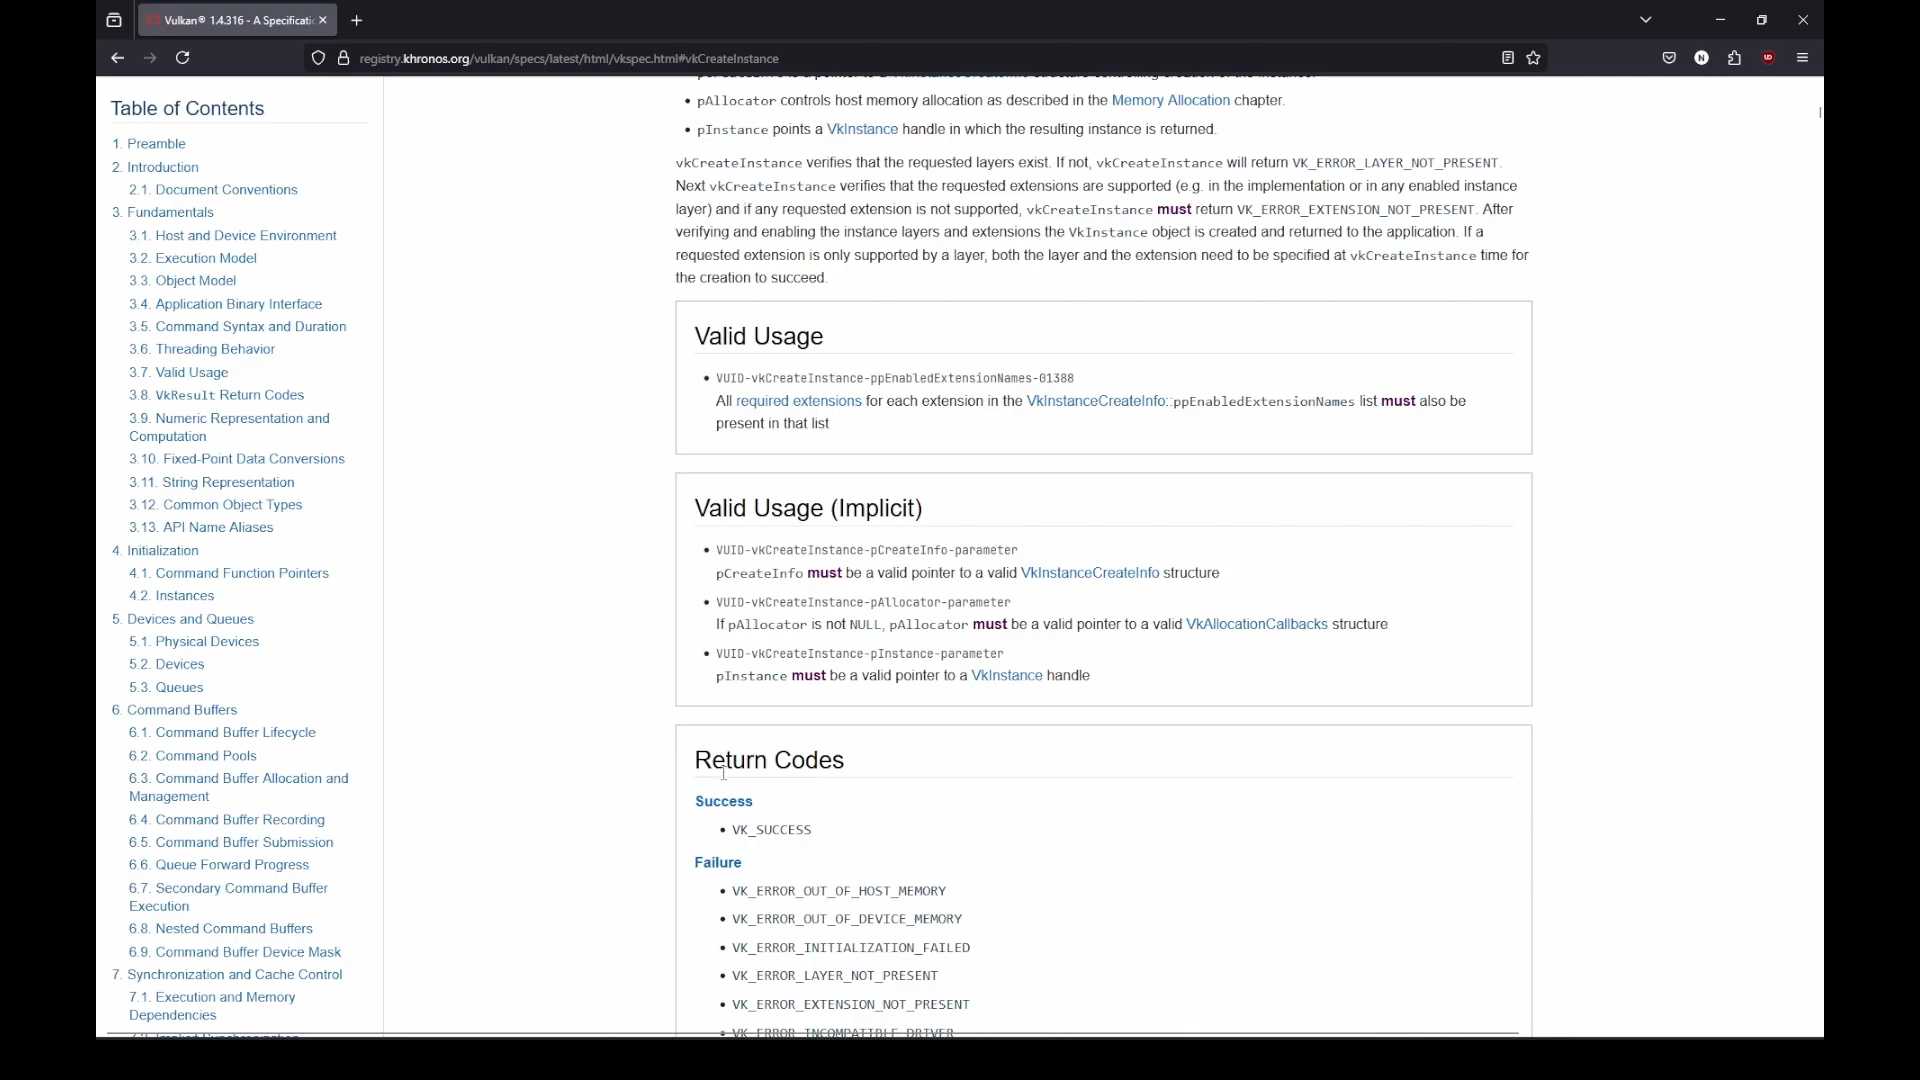 Vulkan® 1.4.316 - A Specificati
registry.khronos.org/vulkan/specs/latest/html/vkspec.html#vkCreateInstance
N
Table of Contents
1. Preamble
2. Introduction
2.1. Document Conventions
3. Fundamentals
3.1. Host and Device Environment
3.2. Execution Model
3.3. Object Model
3.4. Application Binary Interface
3.5. Command Syntax and Duration
3.6. Threading Behavior
3.7. Valid Usage
3.8. VkResult Return Codes
3.9. Numeric Representation and
Computation
3.10. Fixed-Point Data Conversions
3.11. String Representation
3.12. Common Object Types
3.13. API Name Aliases
4. Initialization
4.1. Command Function Pointers
4.2. Instances
5. Devices and Queues
5.1. Physical Devices
5.2. Devices
5.3. Queues
6. Command Buffers
6.1. Command Buffer Lifecycle
6.2. Command Pools
6.3. Command Buffer Allocation and
Management
6.4. Command Buffer Recording
6.5. Command Buffer Submission
6.6. Queue Forward Progress
6.7. Secondary Command Buffer
Execution
6.8. Nested Command Buffers
6.9. Command Buffer Device Mask
7. Synchronization and Cache Control
7.1. Execution and Memory
Dependencies
• pAllocator controls host memory allocation as described in the Memory Allocation chapter.
• pInstance points a VkInstance handle in which the resulting instance is returned.
vkCreateInstance verifies that the requested layers exist. If not, vkCreateInstance will return VK_ERROR_LAYER_NOT_PRESENT.
Next vkCreateInstance verifies that the requested extensions are supported (e.g. in the implementation or in any enabled instance
layer) and if any requested extension is not supported, vkCreateInstance must return VK_ERROR_EXTENSION_NOT_PRESENT. After
verifying and enabling the instance layers and extensions the VkInstance object is created and returned to the application. If a
requested extension is only supported by a layer, both the layer and the extension need to be specified at vkCreateInstance time for
the creation to succeed.
Valid Usage
• VUID-vkCreateInstance-ppEnabledExtensionNames-01388
All required extensions for each extension in the VkInstanceCreateInfo::ppEnabledExtensionNames list must also be
present in that list
Valid Usage (Implicit)
• VUID-vkCreateInstance-pCreateInfo-parameter
pCreateInfo must be a valid pointer to a valid VkInstanceCreateInfo structure
• VUID-vkCreateInstance-pAllocator-parameter
If pAllocator is not NULL, pAllocator must be a valid pointer to a valid VkAllocationCallbacks structure
• VUID-vkCreateInstance-pInstance-parameter
pInstance must be a valid pointer to a VkInstance handle
Return Codes
Success
• VK_SUCCESS
Failure
• VK_ERROR_OUT_OF_HOST_MEMORY
• VK_ERROR_OUT_OF_DEVICE_MEMORY
• VK_ERROR_INITIALIZATION_FAILED
• VK_ERROR_LAYER_NOT_PRESENT
• VK_ERROR_EXTENSION_NOT_PRESENT
• VK_ERROR_INCOMPATIBLE_DRIVER